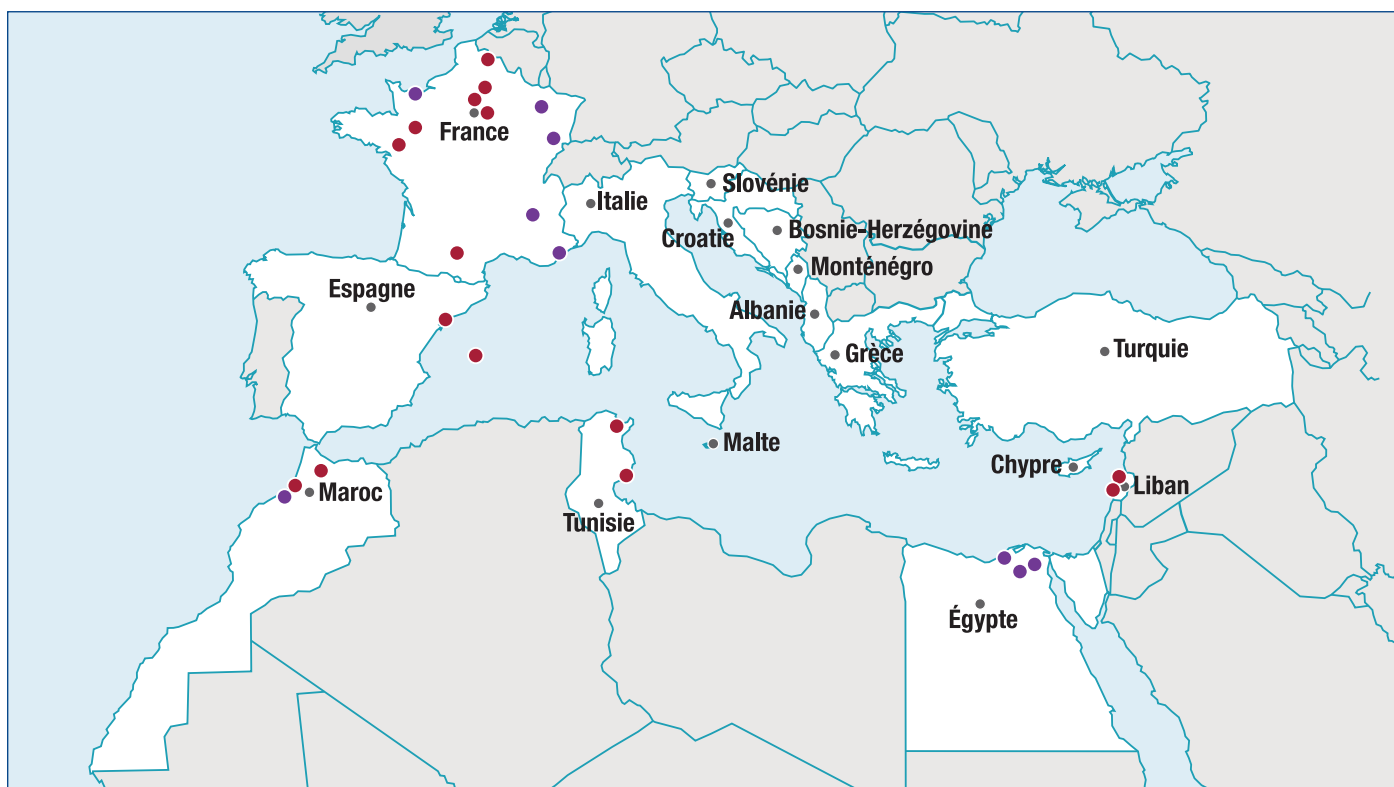 France
Slovénie
Italie
Bosnie-Herzégovine
Croatie
Monténégro
Espagne
Albanie
Turquie
Grèce
Malte
Chypre
Liban
Maroc
Tunisie
Égypte